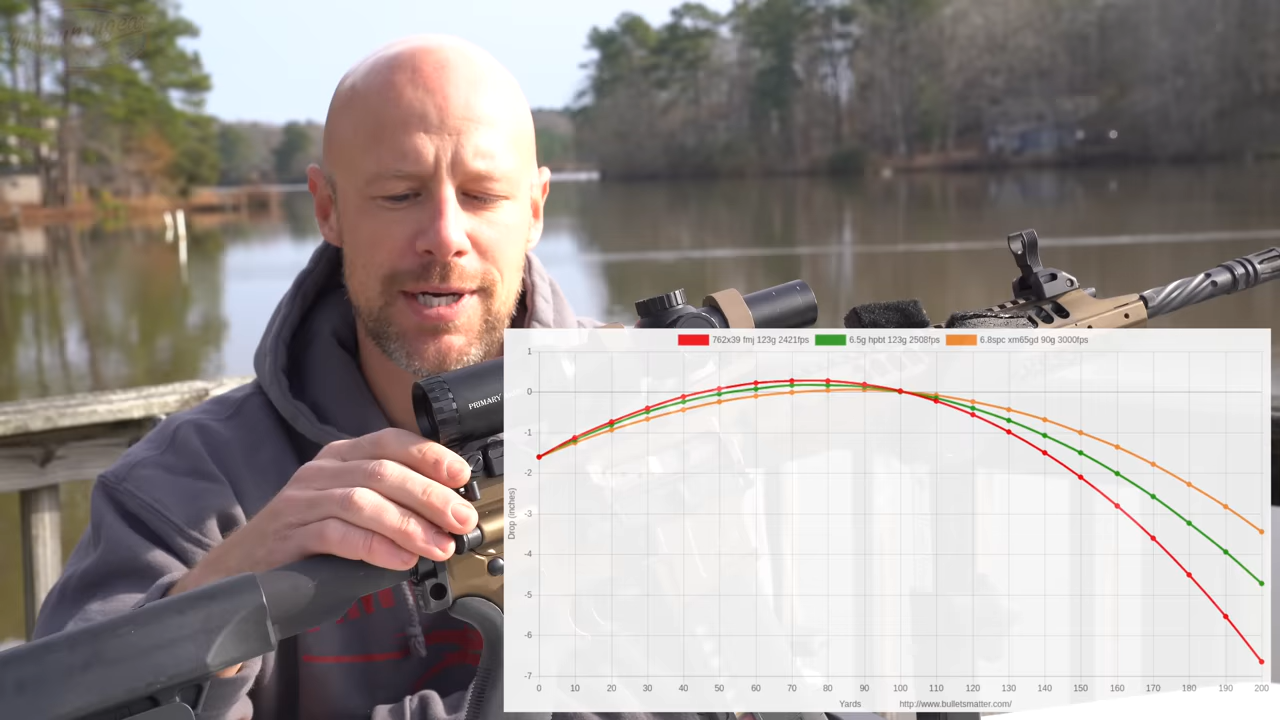 PRIMARY
762x39 fmj 123g 2421fps
6.5g hpbt 123g 2508fps
6.8spc xm65gd 90g 3000fps
Drop (inches)
1
0
-1
-2
-3
-4
-5
-6
-7
0 10 20 30 40 50 60 70 80 90 100 110 120 130 140 150 160 170 180 190 200
Yards
http://www.bulletsmatter.com/